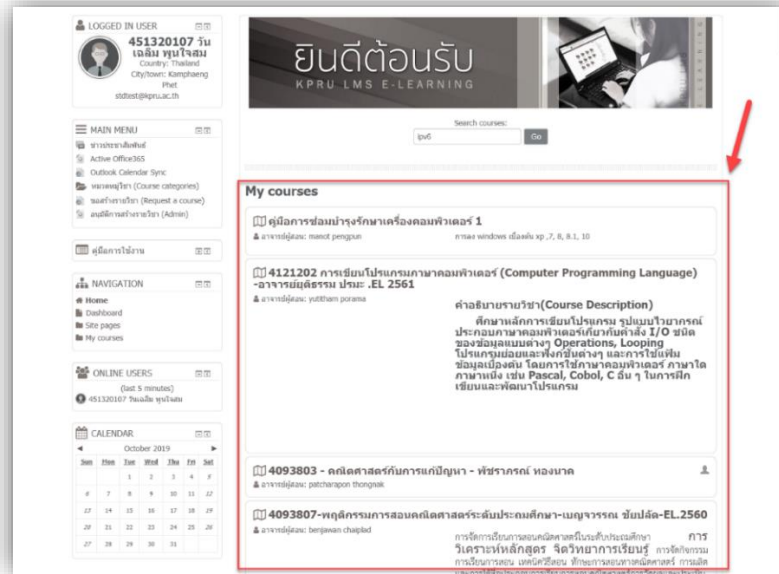 LOGGED IN USER
451320107 วัน
เฉลิม พูนใจสม
Country: Thailand
City/town: Kamphaeng
Phet
stdtest@kpru.ac.th
MAIN MENU
ข่าวประชาสัมพันธ์
Active Office365
Outlook Calendar Sync
หมวดหมู่วิชา (Course categories)
ขอสร้างรายวิชา (Request a course)
อนุมัติการสร้างรายวิชา (Admin)
คู่มือการใช้งาน
NAVIGATION
Home
Dashboard
Site pages
My courses
ONLINE USERS
(last 5 minutes)
451320107 วันเฉลิม พูนใจสม
CALENDAR
October 2019
Sun Mon Tue Wed Thu Fri Sat
1 2 3 4 5
6 7 8 9 10 11 12
13 14 15 16 17 18 19
20 21 22 23 24 25 26
27 28 29 30 31
ยินดีต้อนรับ
KPRU LMS E-LEARNING
Search courses:
ipv6 Go
My courses
คู่มือการซ่อมบำรุงรักษาเครื่องคอมพิวเตอร์ 1
อาจารย์ผู้สอน: manot pengpun
การลง windows เบื้องต้น xp ,7, 8, 8.1, 10
4121202 การเขียนโปรแกรมภาษาคอมพิวเตอร์ (Computer Programming Language)
-อาจารย์ยุติธรรม ปรมะ .EL 2561
อาจารย์ผู้สอน: yutitham porama
คำอธิบายรายวิชา(Course Description)
ศึกษาหลักการเขียนโปรแกรม รูปแบบไวยากรณ์
ประกอบภาษาคอมพิวเตอร์เกี่ยวกับคำสั่ง I/O ชนิด
ของข้อมูลแบบต่างๆ Operations, Looping
โปรแกรมย่อยและฟังก์ชันต่างๆ และการใช้แฟ้ม
ข้อมูลเบื้องต้น โดยการใช้ภาษาคอมพิวเตอร์ ภาษาใด
ภาษาหนึ่ง เช่น Pascal, Cobol, C อื่น ๆ ในการฝึก
เขียนและพัฒนาโปรแกรม
4093803 - คณิตศาสตร์กับการแก้ปัญหา - พัชราภรณ์ ทองนาค
อาจารย์ผู้สอน: patcharapon thongnak
4093807-พฤติกรรมการสอนคณิตศาสตร์ระดับประถมศึกษา-เบญจวรรณ ชัยปลัด-EL.2560
อาจารย์ผู้สอน: benjawan chaiplad
การจัดการเรียนการสอนคณิตศาสตร์ในระดับประถมศึกษา การ
วิเคราะห์หลักสูตร จิตวิทยาการเรียนรู้ การจัดกิจกรรม
การเรียนการสอน เทคนิควิธีสอน ทักษะการสอนทางคณิตศาสตร์ การผลิต